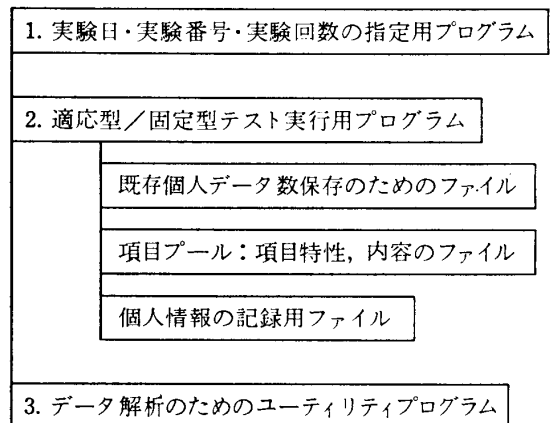 1. 実験日・実験番号・実験回数の指定用プログラム
2. 適応型／固定型テスト実行用プログラム
既存個人データ数保存のためのファイル
項目プール：項目特性，内容のファイル
個人情報の記録用ファイル
3. データ解析のためのユーティリティプログラム